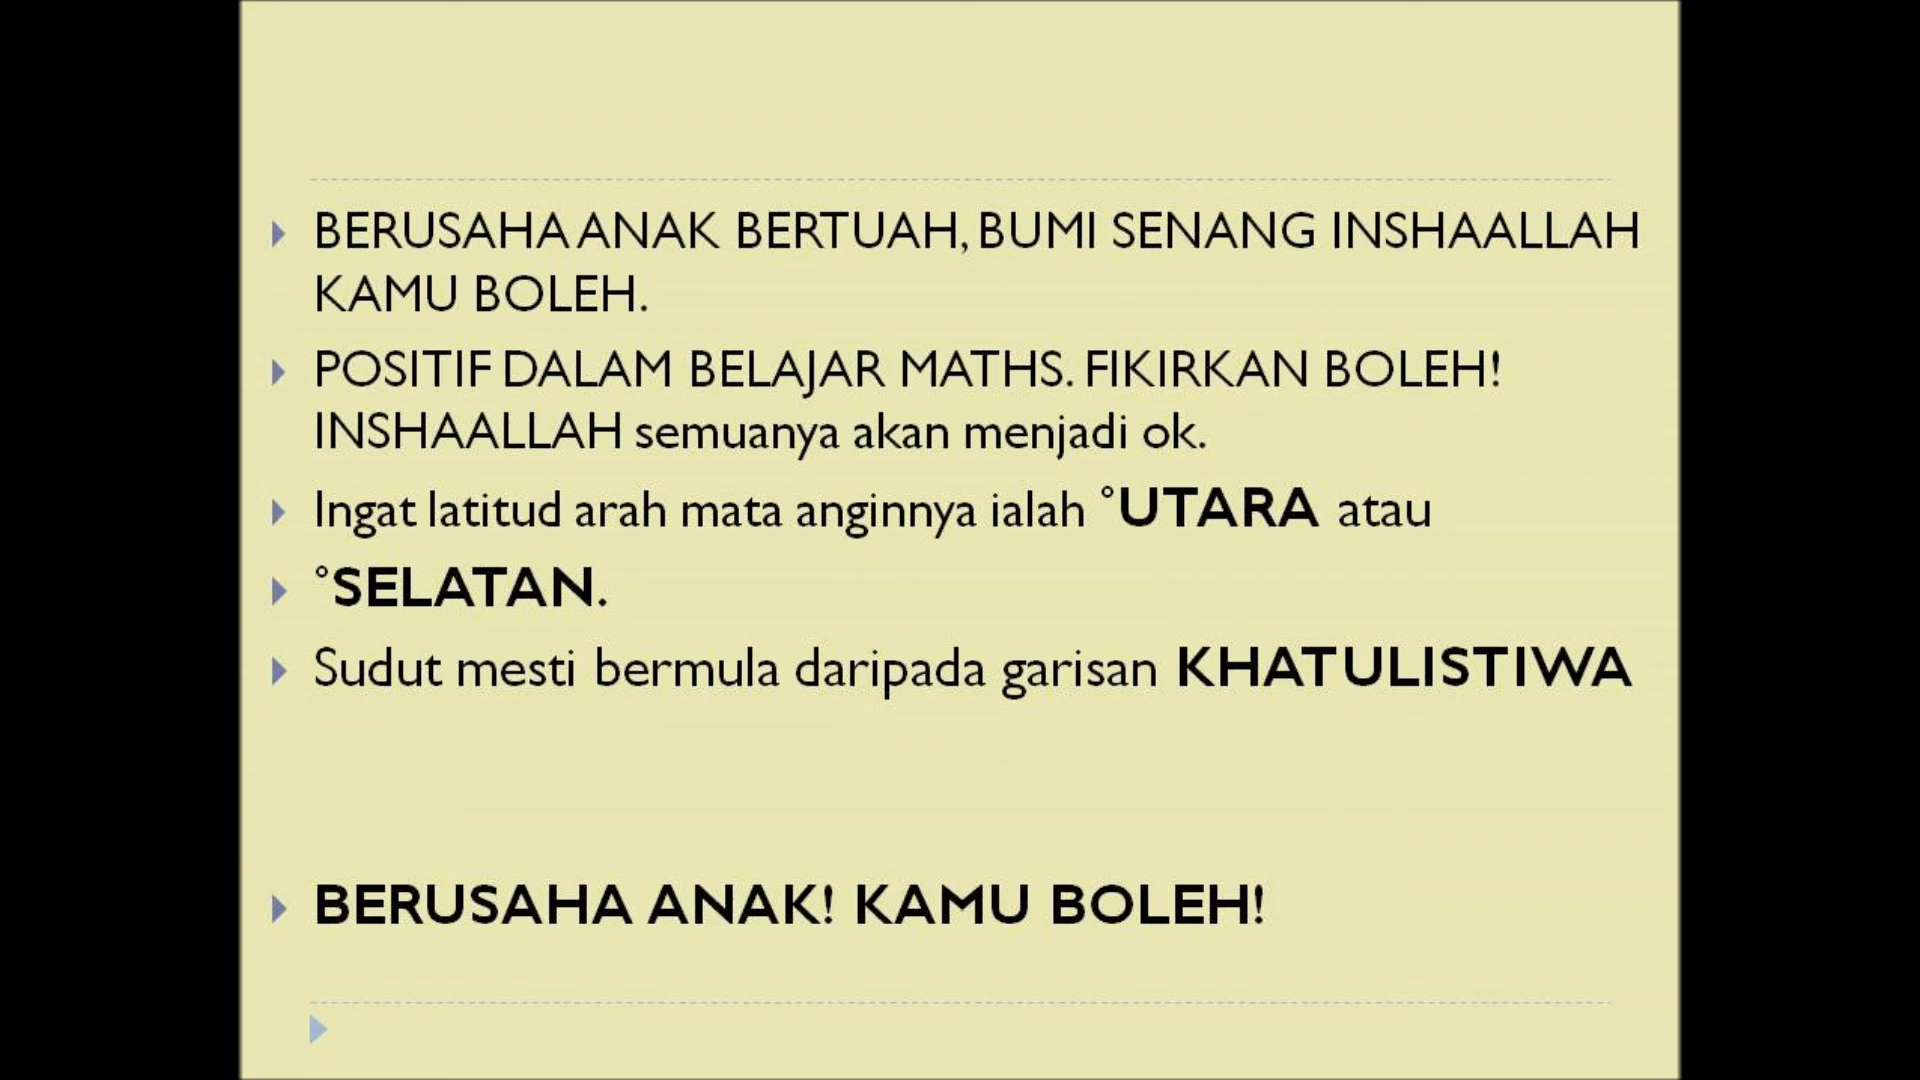 BERUSAHA ANAK BERTUAH, BUMI SENANG INSHAALLAH
KAMU BOLEH.
POSITIF DALAM BELAJAR MATHS. FIKIRKAN BOLEH!
INSHAALLAH semuanya akan menjadi ok.
Ingat latitud arah mata anginnya ialah °UTARA atau
°SELATAN.
Sudut mesti bermula daripada garisan KHATULISTIWA
BERUSAHA ANAK! KAMU BOLEH!